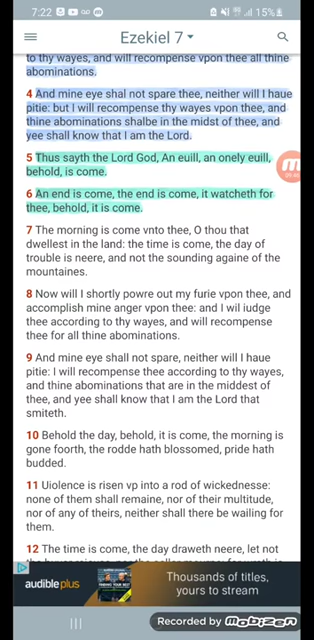 7:22
GO
15%
Ezekiel 7
to thy wayes, and will recompense vpon thee all thine
abominations.
4 And mine eye shal not spare thee, neither will I haue
pitie: but I will recompense thy wayes vpon thee, and
thine abominations shalbe in the midst of thee, and
yee shall know that I am the Lord.
5 Thus sayth the Lord God, An euill, an onely euill,
behold, is come.
6 An end is come, the end is come, it watcheth for
thee, behold, it is come.
7 The morning is come vnto thee, O thou that
dwellest in the land: the time is come, the day of
trouble is neere, and not the sounding againe of the
mountaines.
8 Now will I shortly powre out my furie vpon thee, and
accomplish mine anger vpon thee: and I wil iudge
thee according to thy wayes, and will recompense
thee for all thine abominations.
9 And mine eye shall not spare, neither will I haue
pitie: I will recompense thee according to thy wayes,
and thine abominations that are in the middest of
thee, and yee shall know that I am the Lord that
smiteth.
10 Behold the day, behold, it is come, the morning is
gone foorth, the rodde hath blossomed, pride hath
budded.
11 Uiolence is risen vp into a rod of wickednesse:
none of them shall remaine, nor of their multitude,
nor of any of theirs, neither shall there be wailing for
them.
12 The time is come, the day draweth neere, let not
audible plus
Thousands of titles,
yours to stream
Recorded by mobizen